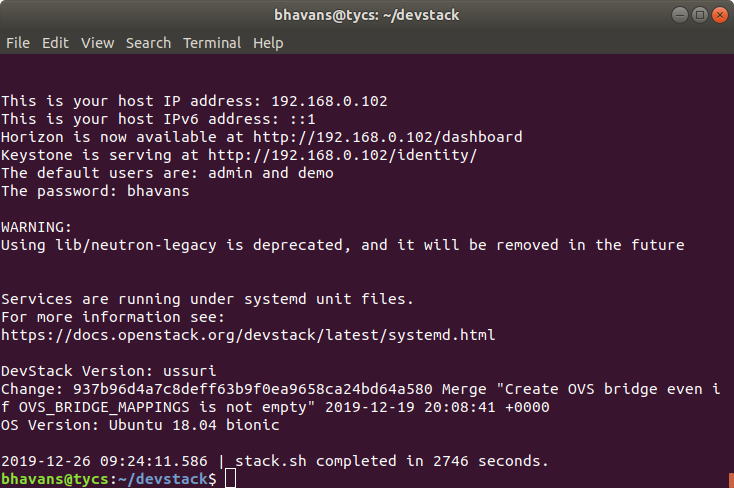 bhavans@tycs: ~/devstack
File Edit View Search Terminal Help
This is your host IP address: 192.168.0.102
This is your host IPv6 address: ::1
Horizon is now available at http://192.168.0.102/dashboard
Keystone is serving at http://192.168.0.102/identity/
The default users are: admin and demo
The password: bhavans
WARNING:
Using lib/neutron-legacy is deprecated, and it will be removed in the future
Services are running under systemd unit files.
For more information see:
https://docs.openstack.org/devstack/latest/systemd.html
DevStack Version: ussuri
Change: 937b96d4a7c8deff63b9f0ea9658ca24bd64a580 Merge "Create OVS bridge even i
f OVS_BRIDGE_MAPPINGS is not empty" 2019-12-19 20:08:41 +0000
OS Version: Ubuntu 18.04 bionic
2019-12-26 09:24:11.586 | stack.sh completed in 2746 seconds.
bhavans@tycs:~/devstack$